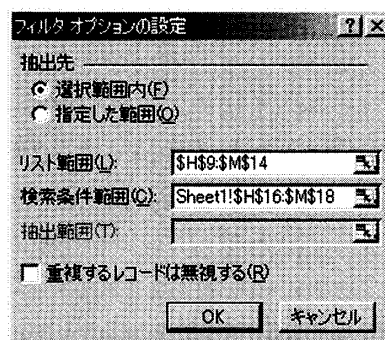 フィルタ オプションの設定
抽出先
選択範囲内(F)
指定した範囲(O)
リスト範囲(L): $H$9:$M$14
検索条件範囲(C): Sheet1!$H$16:$M$18
抽出範囲(T):
重複するレコードは無視する(R)
OK キャンセル